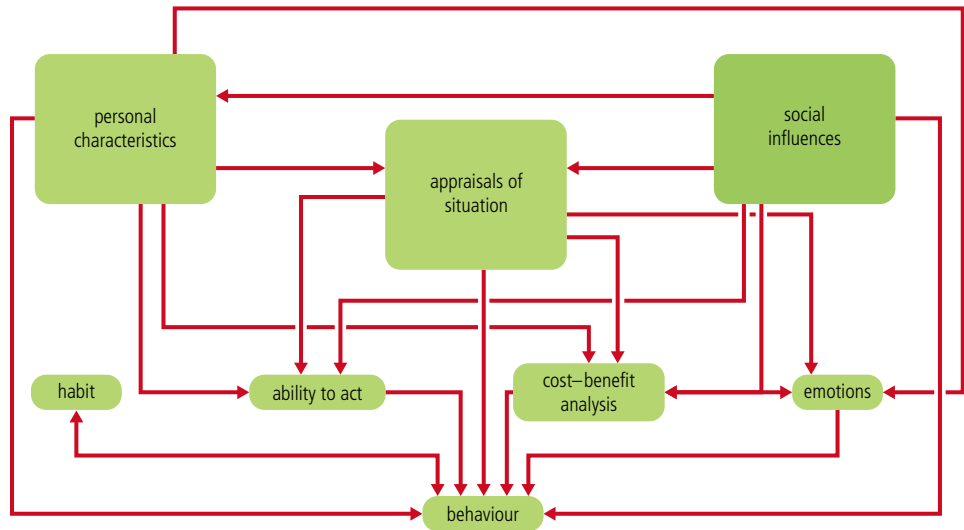 personal
characteristics
social
influences
appraisals of
situation
habit
ability to act
cost–benefit
analysis
emotions
behaviour